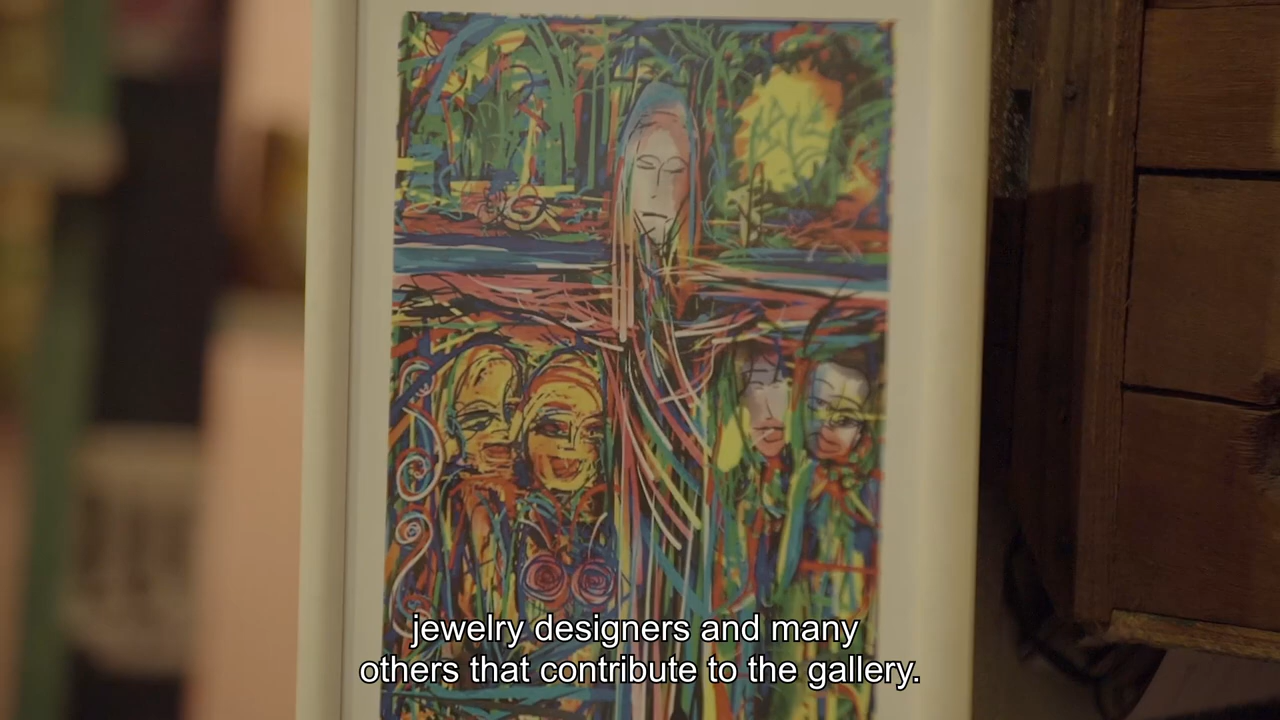 jewelry designers and many
others that contribute to the gallery.